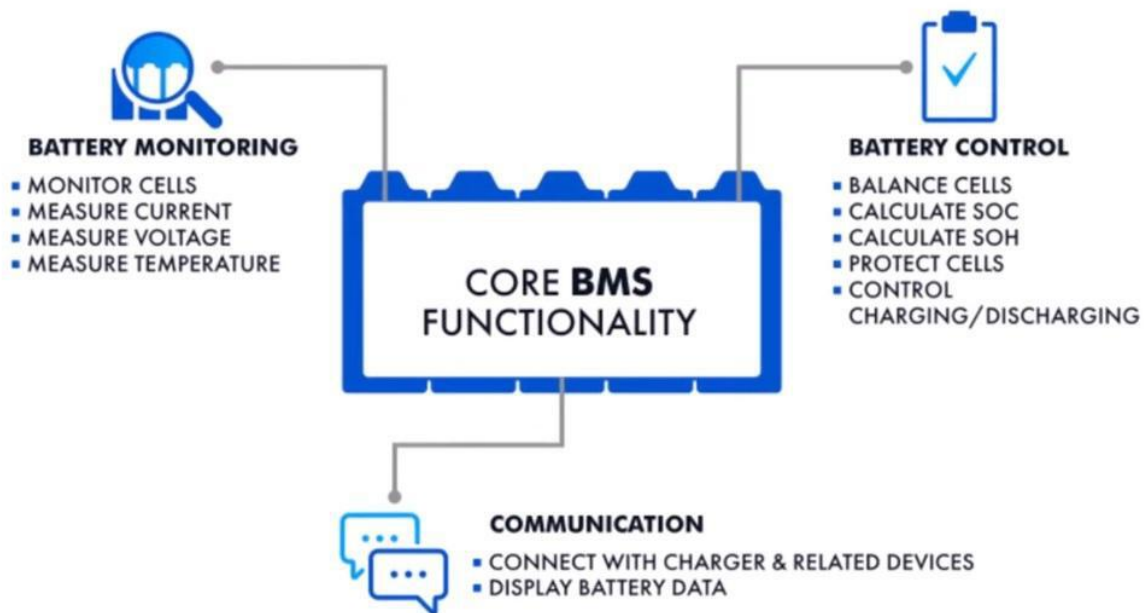 BATTERY MONITORING
▪ MONITOR CELLS
▪ MEASURE CURRENT
▪ MEASURE VOLTAGE
▪ MEASURE TEMPERATURE
BATTERY CONTROL
▪ BALANCE CELLS
▪ CALCULATE SOC
▪ CALCULATE SOH
▪ PROTECT CELLS
▪ CONTROL
CHARGING/DISCHARGING
CORE BMS
FUNCTIONALITY
COMMUNICATION
▪ CONNECT WITH CHARGER & RELATED DEVICES
▪ DISPLAY BATTERY DATA